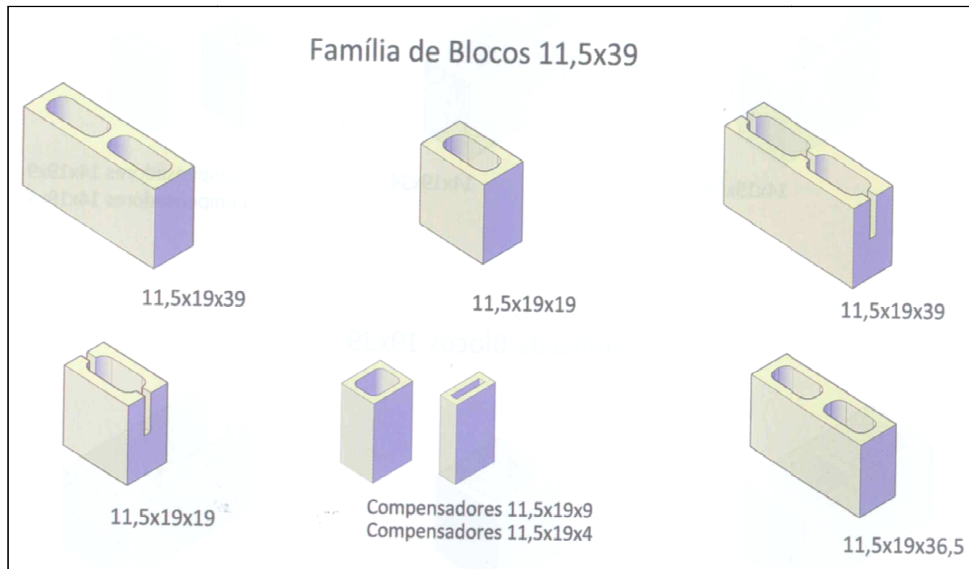 Família de Blocos 11,5x39
11,5x19x39
11,5x19x19
11,5x19x39
11,5x19x19
Compensadores 11,5x19x9
Compensadores 11,5x19x4
11,5x19x36,5